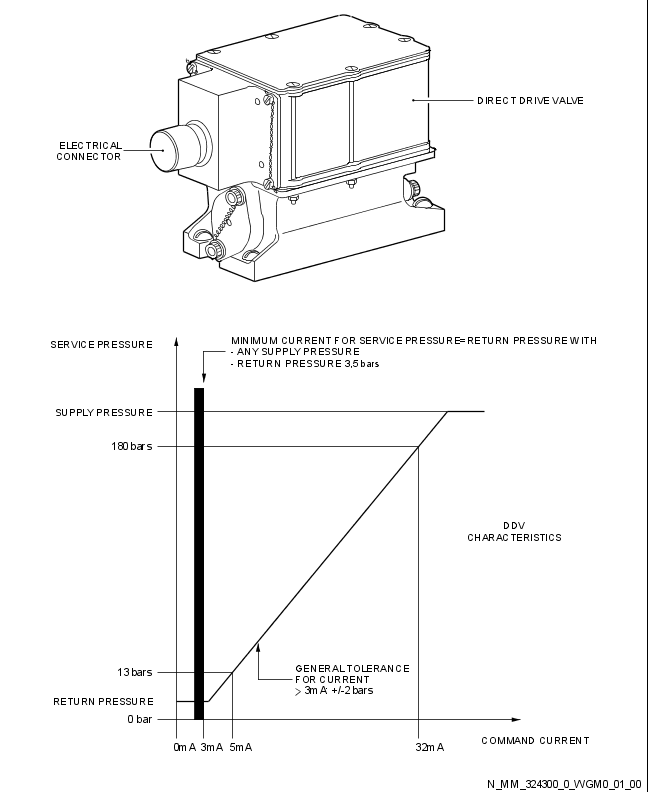 DIRECT DRIVE VALVE
ELECTRICAL
CONNECTOR
SERVICE PRESSURE
MINIMUM CURRENT FOR SERVICE PRESSURE=RETURN PRESSURE WITH
- ANY SUPPLY PRESSURE
- RETURN PRESSURE 3,5 bars
SUPPLY PRESSURE
180 bars
DDV
CHARACTERISTICS
13 bars
GENERAL TOLERANCE
FOR CURRENT
> 3mA: +/-2 bars
RETURN PRESSURE
0 bar
0mA 3mA 5mA 32mA
COMMAND CURRENT
N_MM_324300_0_VVGM0_01_00